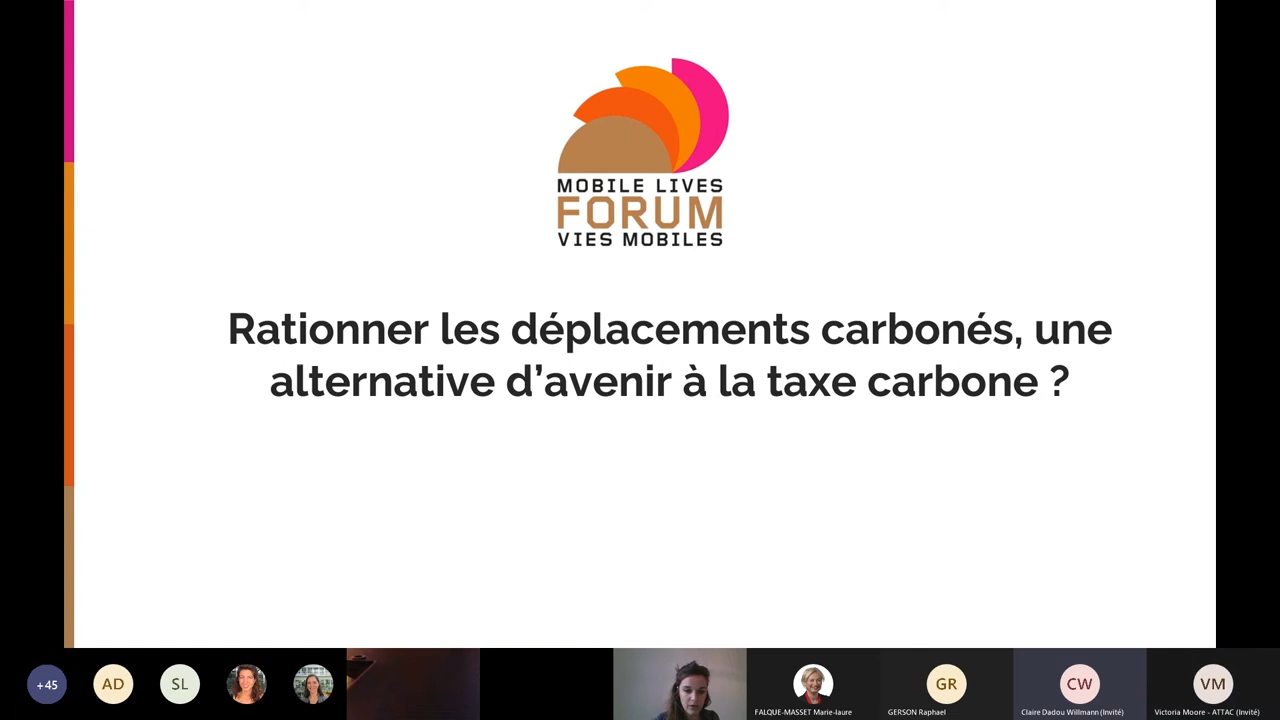 MOBILE LIVES
FORUM
VIES MOBILES
Rationner les déplacements carbonés, une
alternative d’avenir à la taxe carbone ?
+45
AD
SL
FALQUE-MASSET Marie-laure
GR
GERSON Raphael
CW
Claire Dadou Willmann (Invité)
VM
Victoria Moore - ATTAC (Invité)